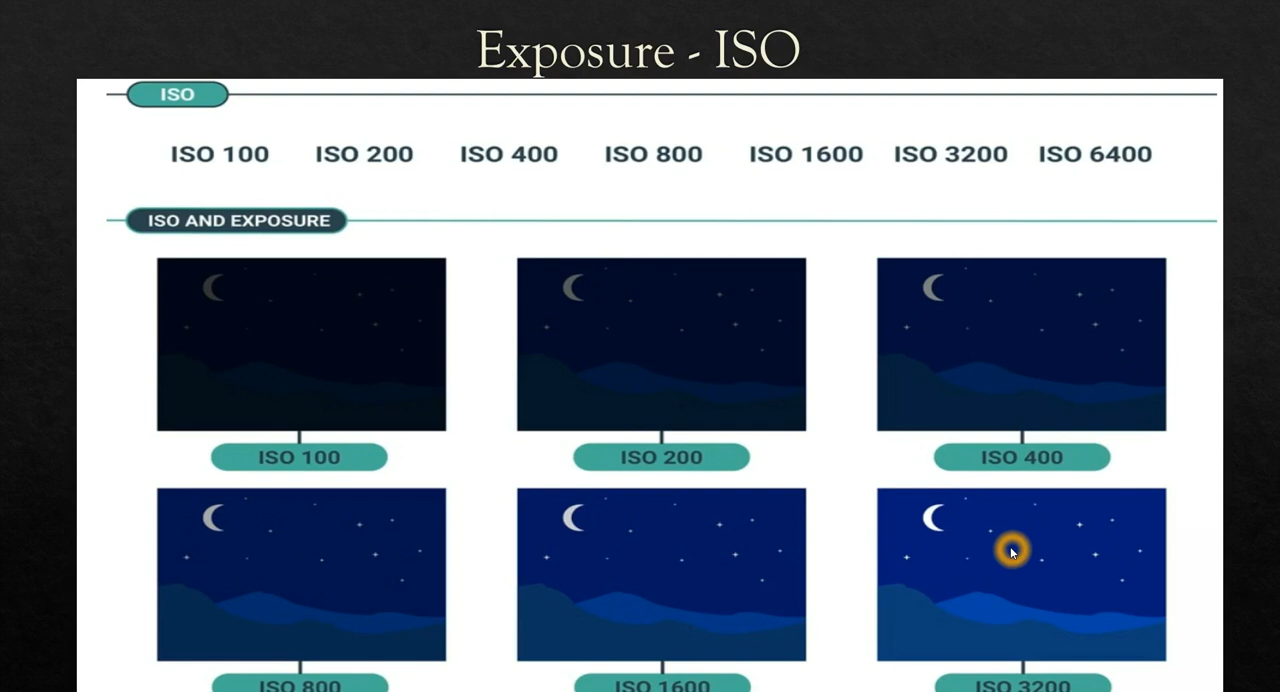 Exposure - ISO
ISO
ISO 100 ISO 200 ISO 400 ISO 800 ISO 1600 ISO 3200 ISO 6400
ISO AND EXPOSURE
ISO 100 ISO 200 ISO 400
ISO 800 ISO 1600 ISO 3200